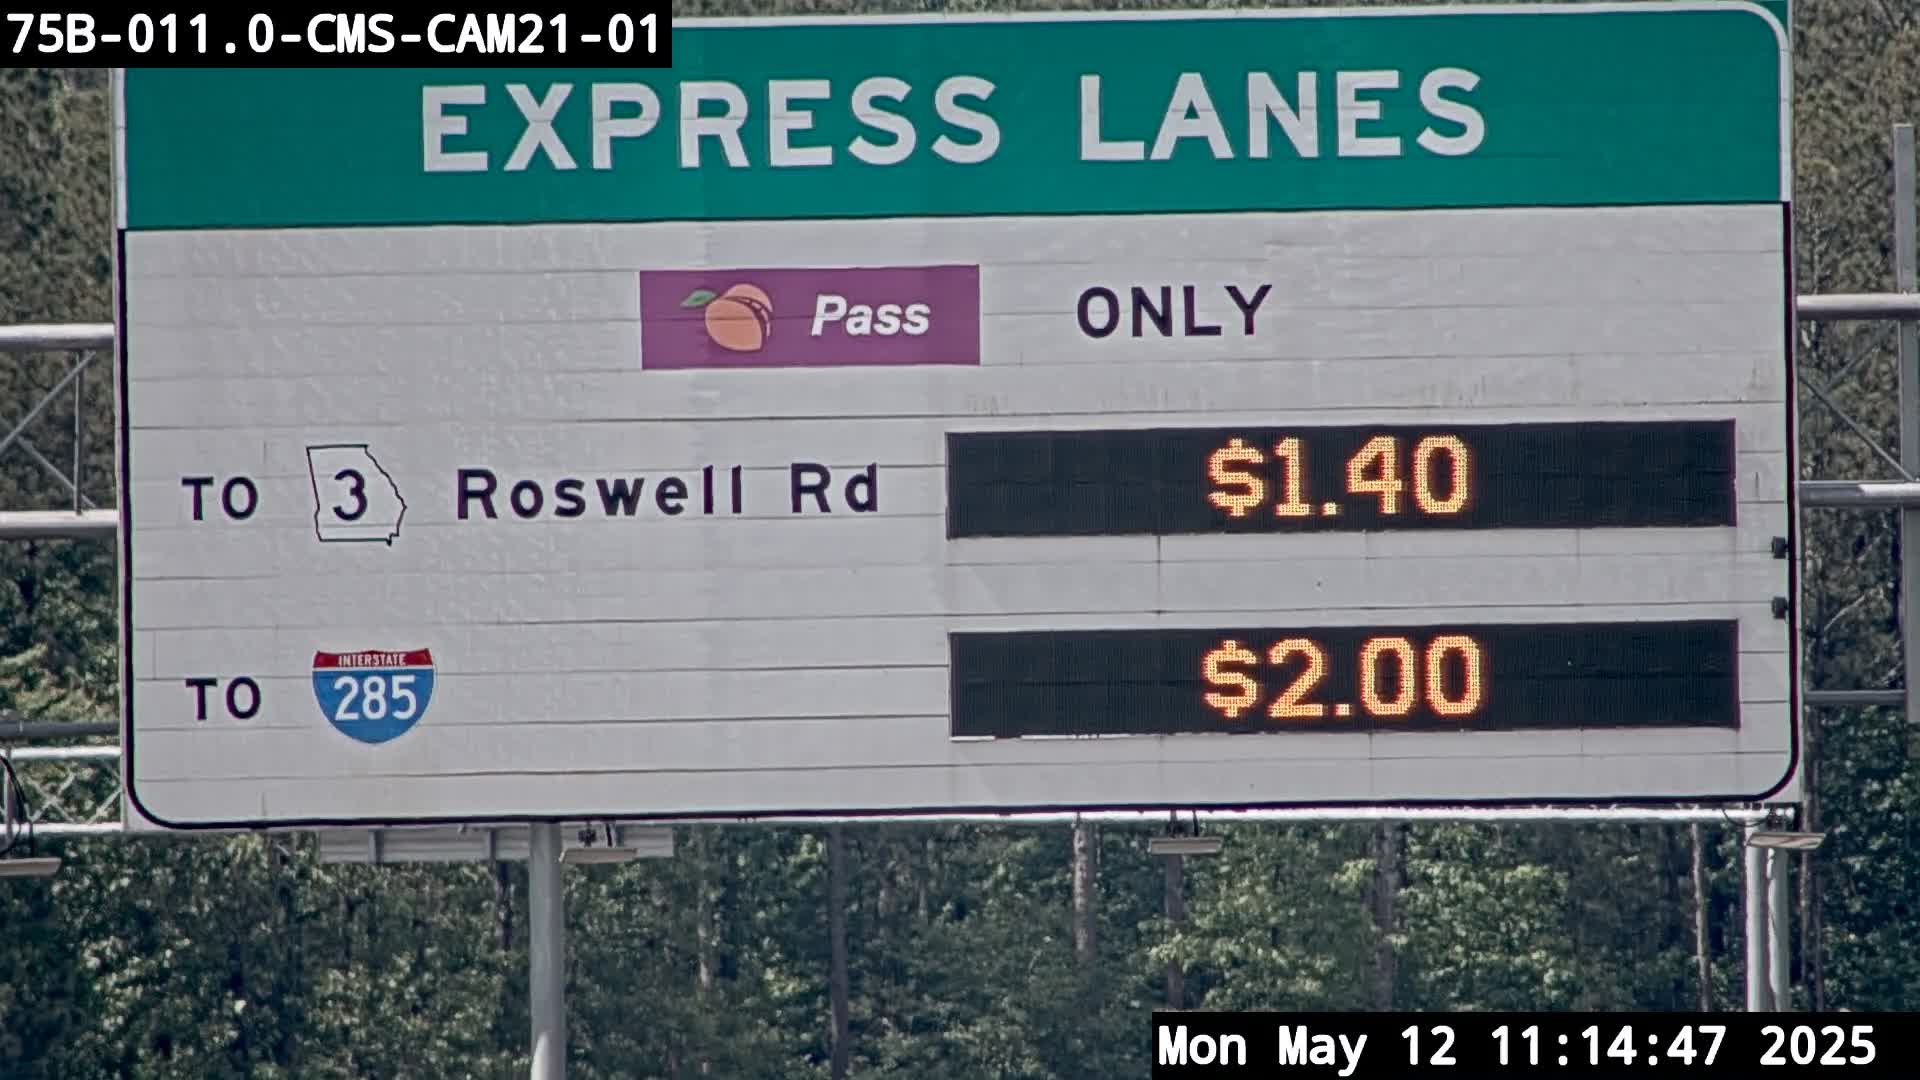 75B-011.0-CMS-CAM21-01
EXPRESS LANES
Pass ONLY
TO 3 Roswell Rd $1.40
INTERSTATE
TO 285 $2.00
Mon May 12 11:14:47 2025